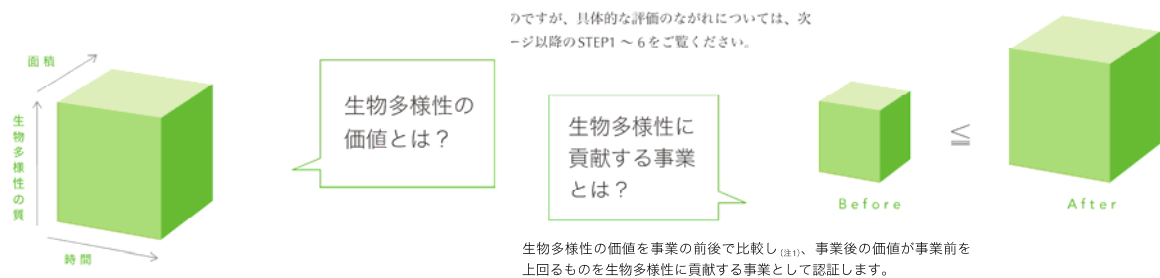 のですが、具体的な評価のながれについては、次
ージ以降のSTEP1 〜 6をご覧ください。
面積
生物多様性の質
時間
生物多様性の
価値とは？
生物多様性に
貢献する事業
とは？
Before
≦
After
生物多様性の価値を事業の前後で比較し(注1)、事業後の価値が事業前を
上回るものを生物多様性に貢献する事業として認証します。